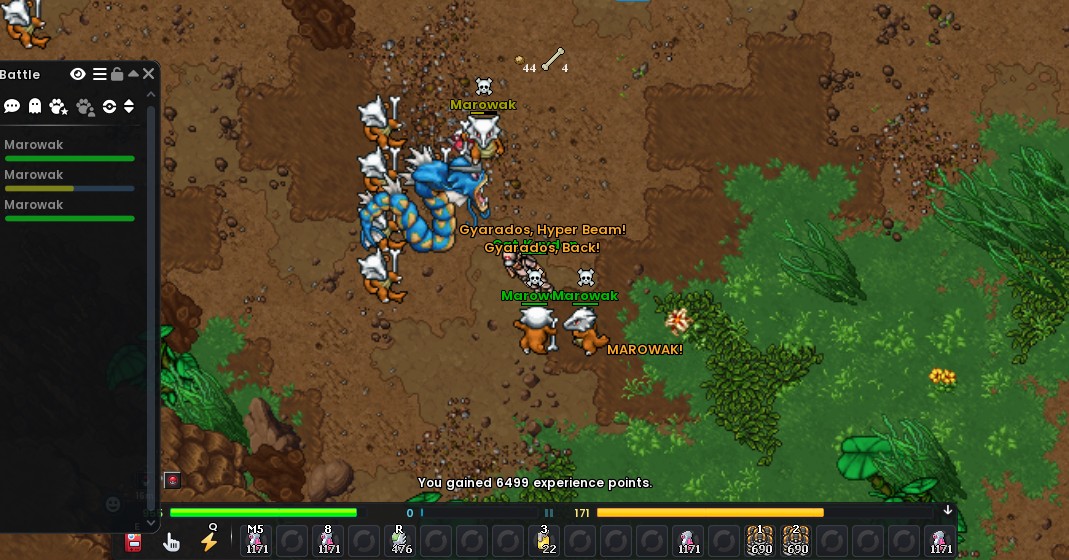 44
4
Battle
Marowak
Marowak
Marowak
Marowak
Gyarados, Hyper Beam!
Gyarados, Back!
Marow
Marowak
MAROWAK!
You gained 6499 experience points.
0
171
Q
M5
8
R
3
1
2
1171
1171
476
22
1171
690
690
1171